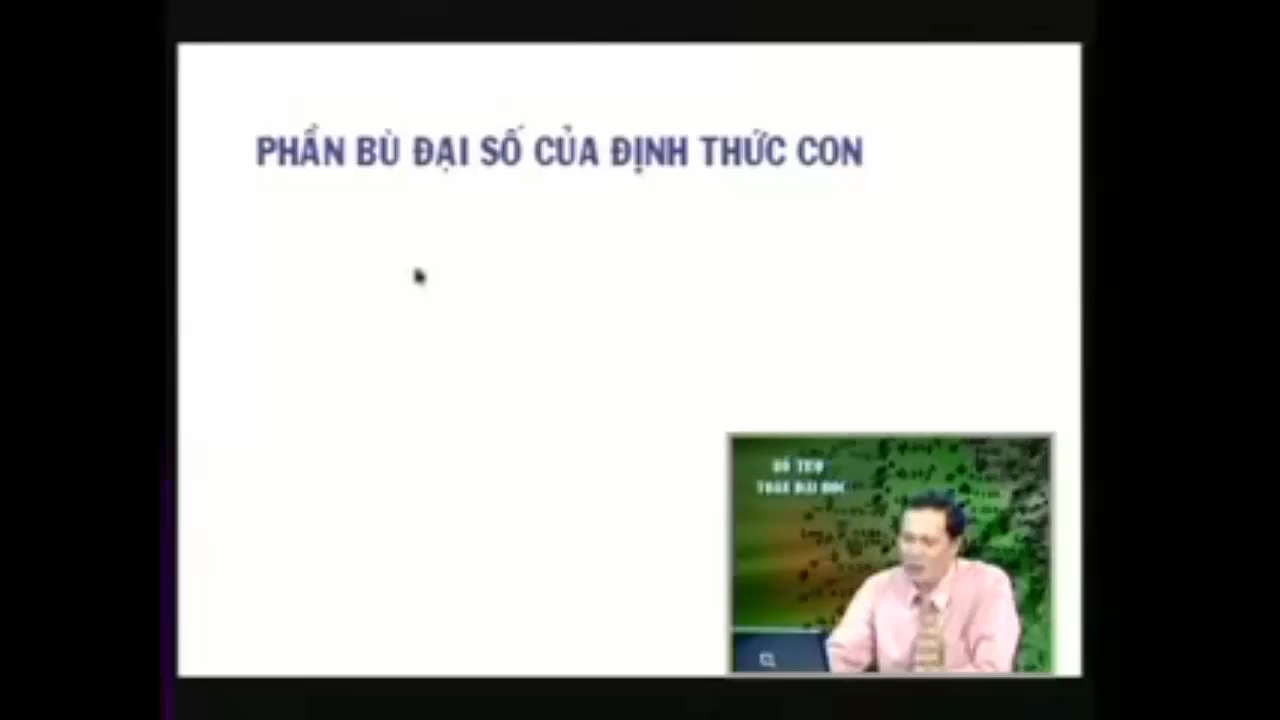 PHẦN BÙ ĐẠI SỐ CỦA ĐỊNH THỨC CON